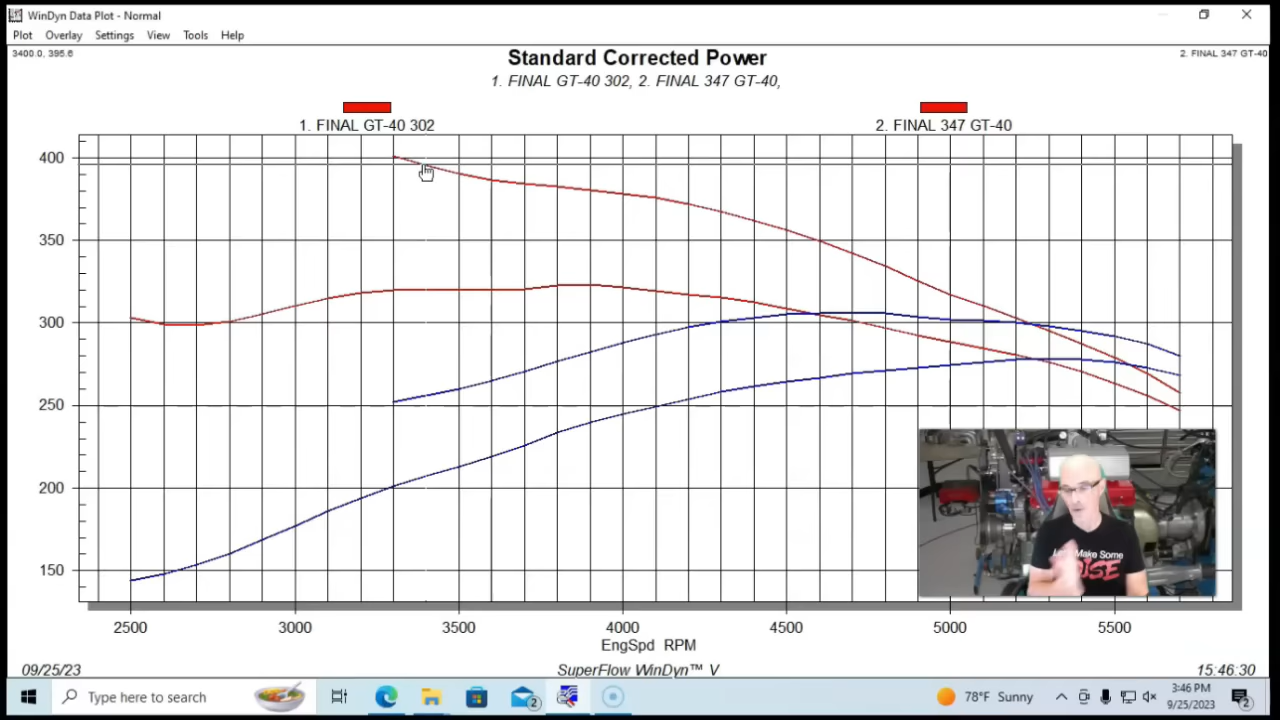 WinDyn Data Plot - Normal
Plot Overlay Settings View Tools Help
3400.0, 395.6
2. FINAL 347 GT-40
Standard Corrected Power
1. FINAL GT-40 302, 2. FINAL 347 GT-40,
1. FINAL GT-40 302
2. FINAL 347 GT-40
400
350
300
250
200
150
Make Some
2500 3000 3500 4000 4500 5000 5500
EngSpd RPM
09/25/23
SuperFlow WinDyn™ V
15:46:30
Type here to search
2
78°F Sunny
3:46 PM
9/25/2023
2